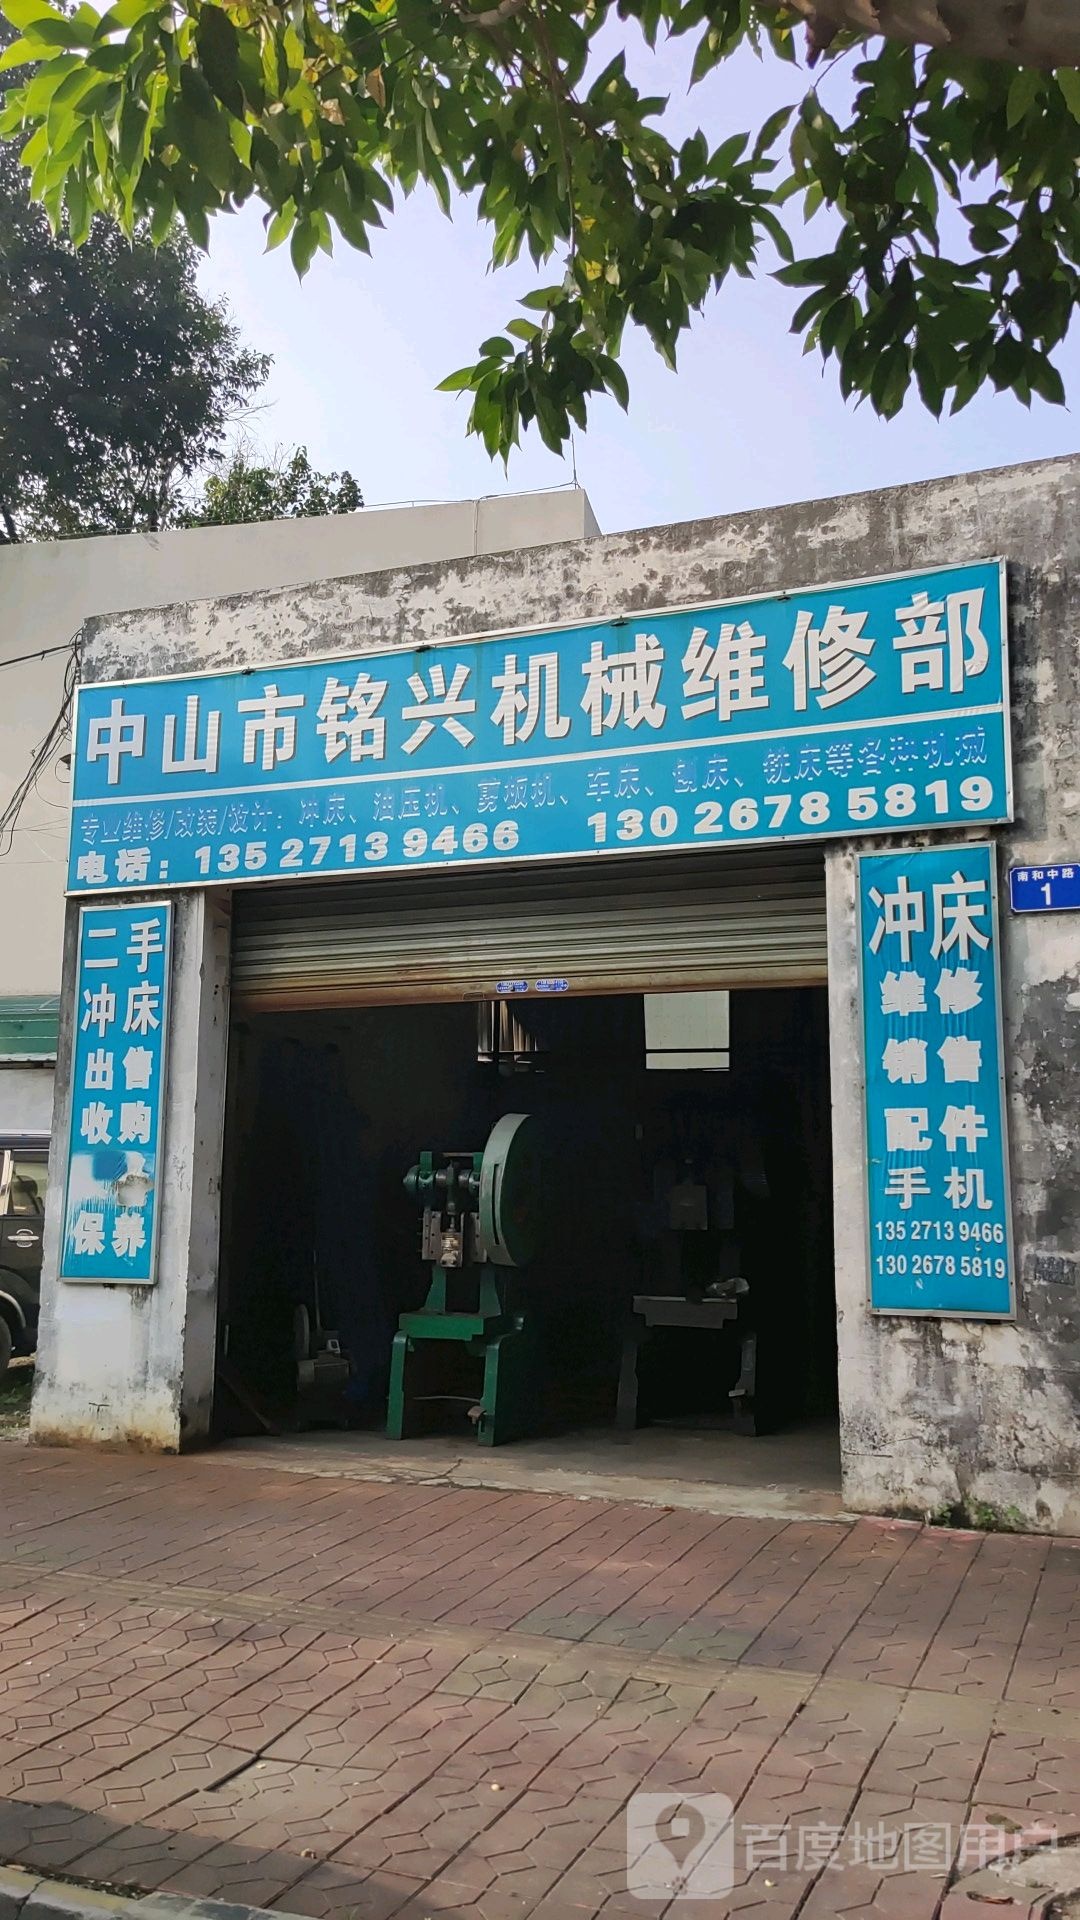 中山市铭兴机械维修部
专业维修/改装/设计：冲床、油压机、剪板机、车床、刨床、铣床等各种机械
电话：135 2713 9466 130 2678 5819
二手
冲床
出售
收购
保养
冲床
维修
销售
配件
手机
135 2713 9466
130 2678 5819
南和中路
1
百度地图用户